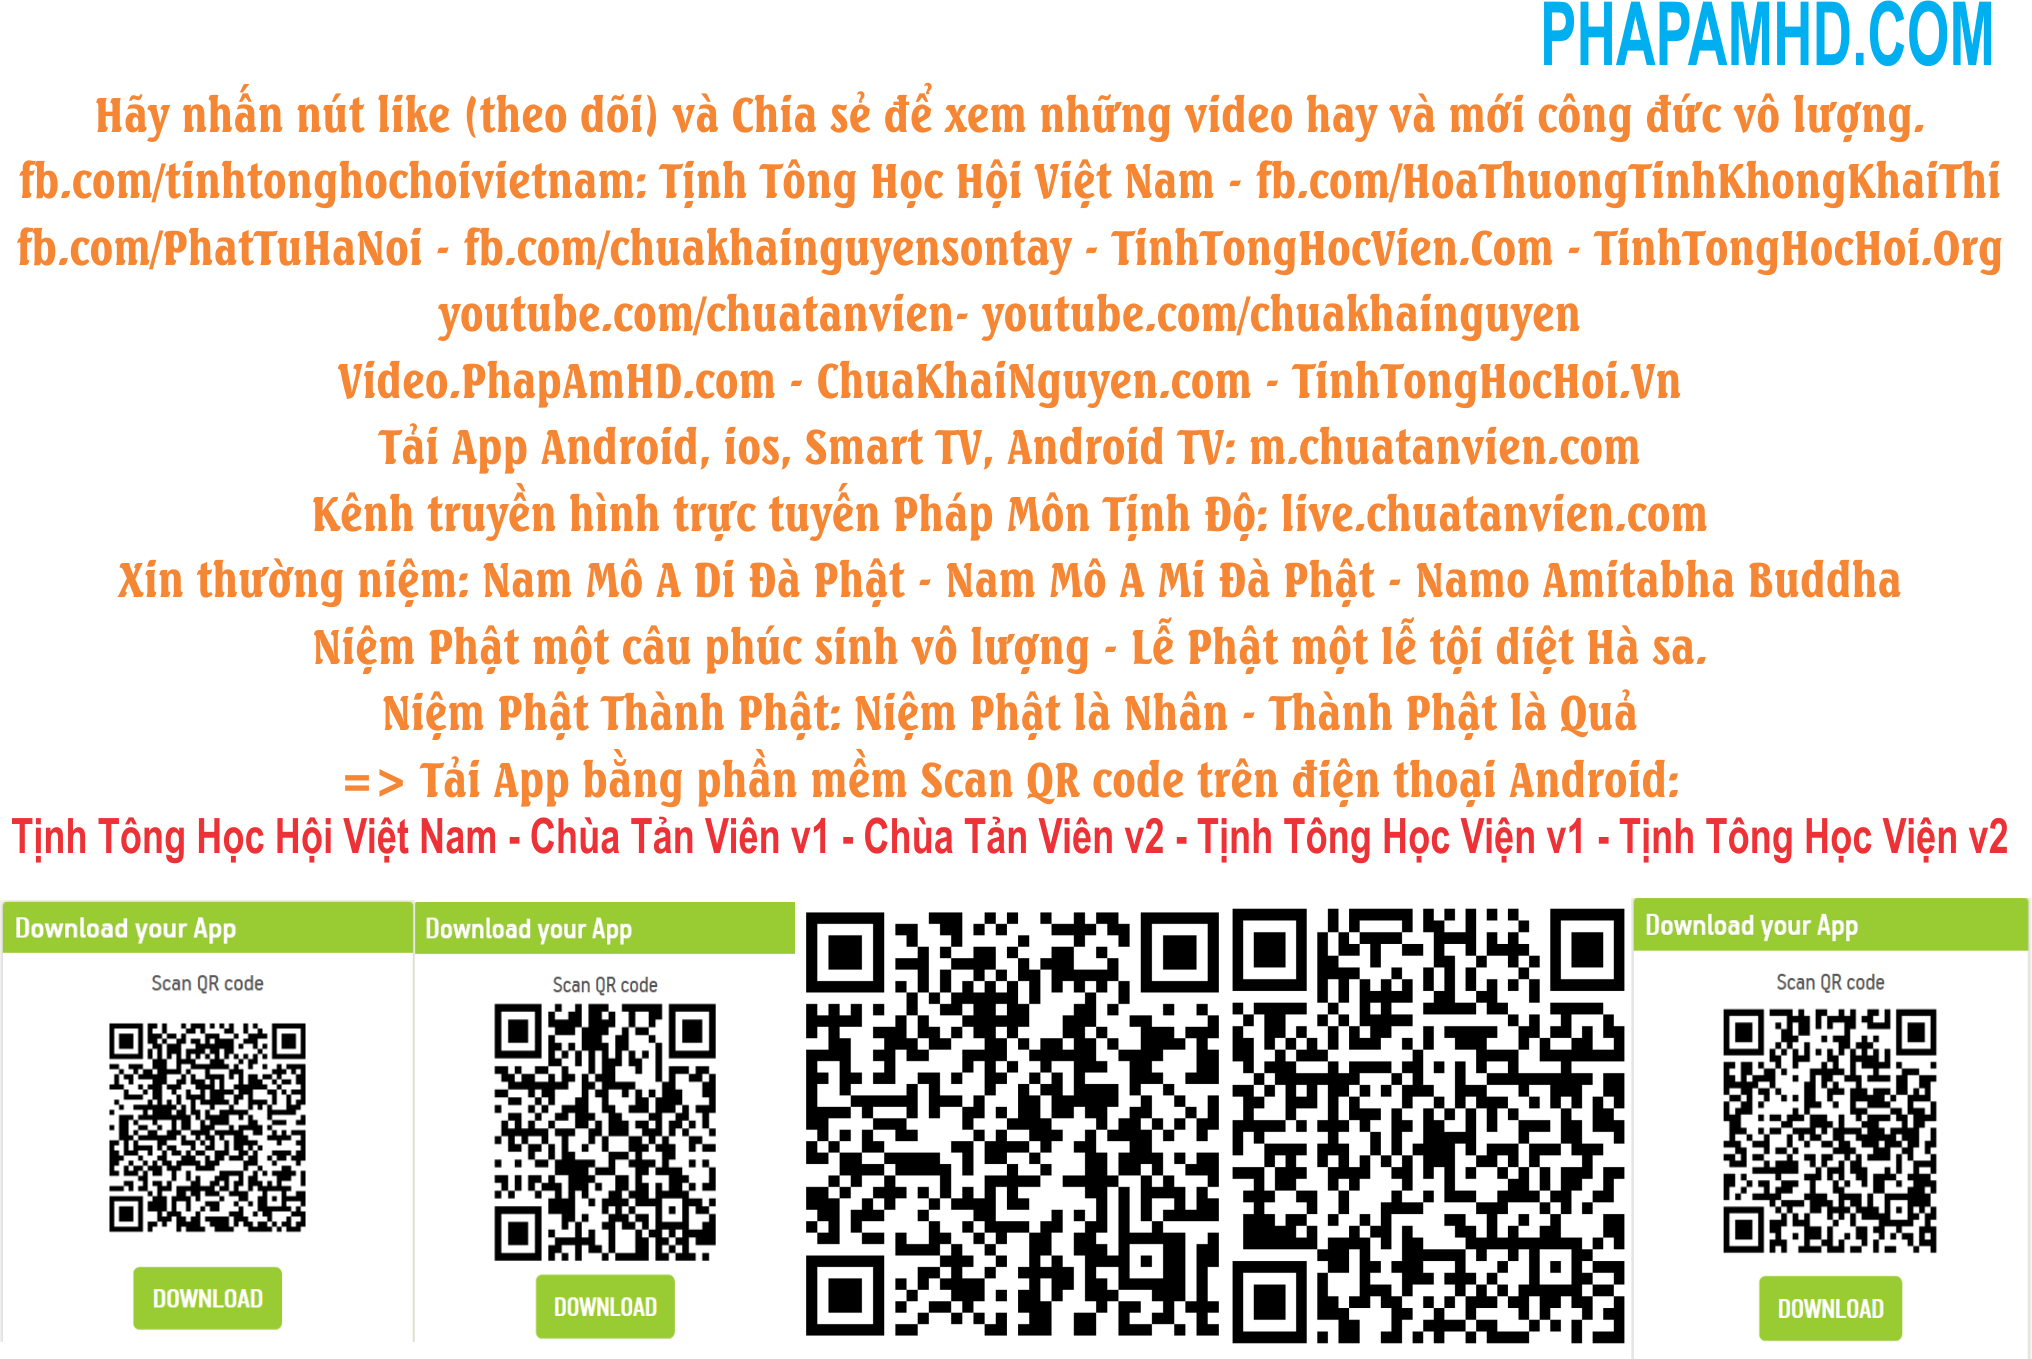 PHAPAMHD.COM
Hãy nhấn nút like (theo dõi) và Chia sẻ để xem những video hay và mới công đức vô lượng.
fb.com/tinhtonghochoivietnam: Tịnh Tông Học Hội Việt Nam - fb.com/HoaThuongTinhKhongKhaiThi
fb.com/PhatTuHaNoi - fb.com/chuakhainguyensontay - TinhTongHocVien.Com - TinhTongHocHoi.Org
youtube.com/chuatanvien- youtube.com/chuakhainguyen
Video.PhapAmHD.com - ChuaKhaiNguyen.com - TinhTongHocHoi.Vn
Tải App Android, ios, Smart TV, Android TV: m.chuatanvien.com
Kênh truyền hình trực tuyến Pháp Môn Tịnh Độ: live.chuatanvien.com
Xin thường niệm: Nam Mô A Di Đà Phật - Nam Mô A Mi Đà Phật - Namo Amitabha Buddha
Niệm Phật một câu phúc sinh vô lượng - Lễ Phật một lễ tội diệt Hà sa.
Niệm Phật Thành Phật: Niệm Phật là Nhân - Thành Phật là Quả
=> Tải App bằng phần mềm Scan QR code trên điện thoại Android:
Tịnh Tông Học Hội Việt Nam - Chùa Tản Viên v1 - Chùa Tản Viên v2 - Tịnh Tông Học Viện v1 - Tịnh Tông Học Viện v2
Download your App
Scan QR code
DOWNLOAD
Download your App
Scan QR code
DOWNLOAD
Download your App
Scan QR code
DOWNLOAD